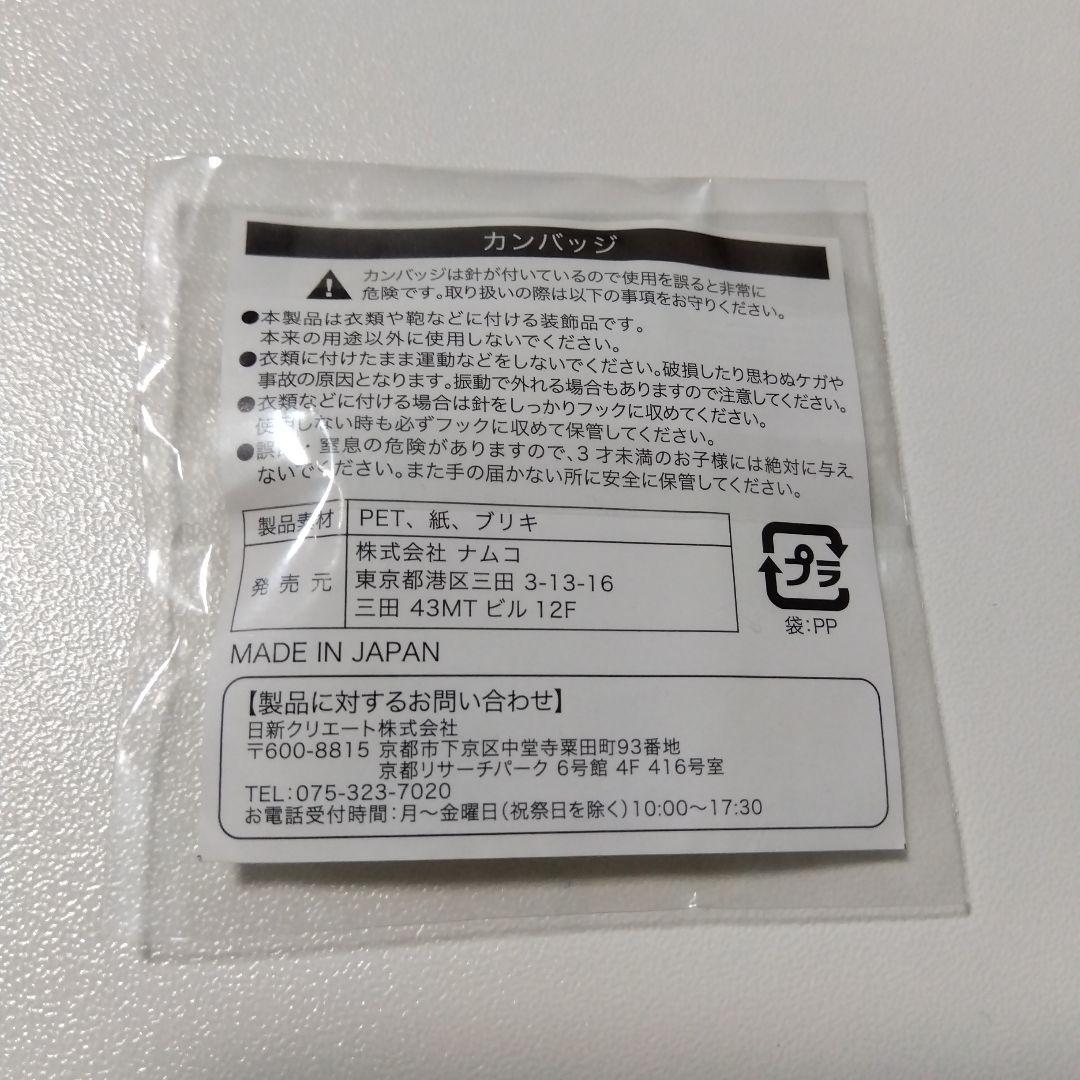 カンバッジ
カンバッジは針が付いているので使用を誤ると非常に
危険です。取り扱いの際は以下の事項をお守りください。
●本製品は衣類や鞄などに付ける装飾品です。
本来の用途以外に使用しないでください。
●衣類に付けたまま運動などをしないでください。破損したり思わぬケガや
事故の原因となります。振動で外れる場合もありますので注意してください。
●衣類などに付ける場合は針をしっかりフックに収めてください。
使用しない時も必ずフックに収めて保管してください。
●誤・窒息の危険がありますので、3才未満のお子様には絶対に与え
ないでください。また手の届かない所に安全に保管してください。
製品素材 PET、紙、ブリキ
発売元 株式会社 ナムコ
東京都港区三田 3-13-16
三田 43MT ビル 12F
プラ
袋:PP
MADE IN JAPAN
【製品に対するお問い合わせ】
日新クリエート株式会社
〒600-8815 京都市下京区中堂寺粟田町93番地
京都リサーチパーク 6号館 4F 416号室
TEL:075-323-7020
お電話受付時間:月～金曜日(祝祭日を除く)10:00～17:30